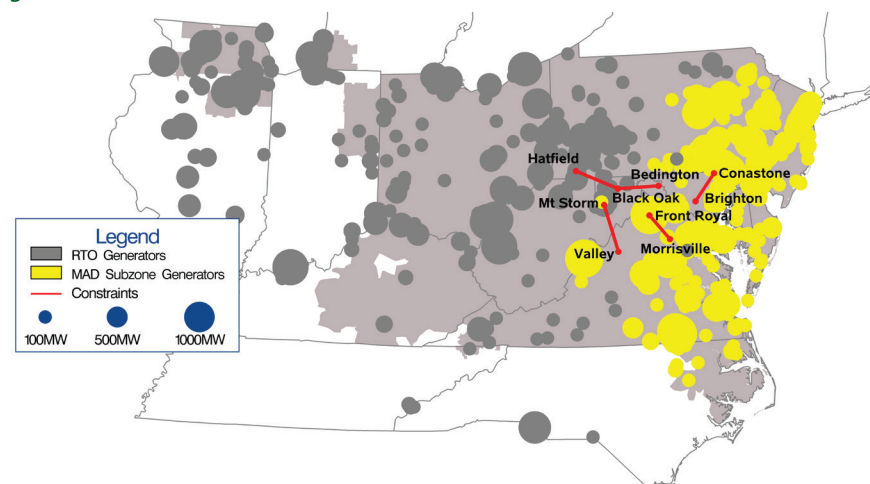 Hatfield
Bedington
Conastone
Mt Storm
Black Oak
Brighton
Front Royal
Valley
Morrisville
Legend
RTO Generators
MAD Subzone Generators
Constraints
100MW
500MW
1000MW